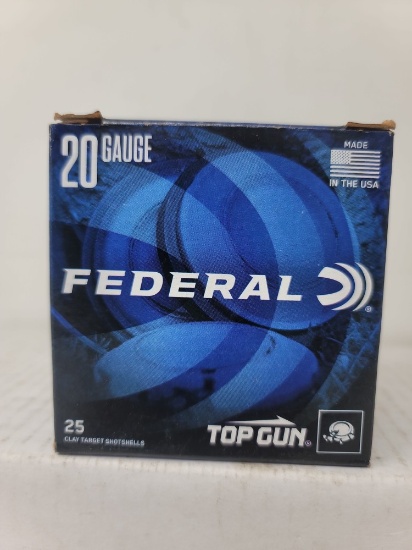 20 GAUGE
MADE
IN THE USA
FEDERAL
®
25
CLAY TARGET SHOTSHELLS
TOP GUN®